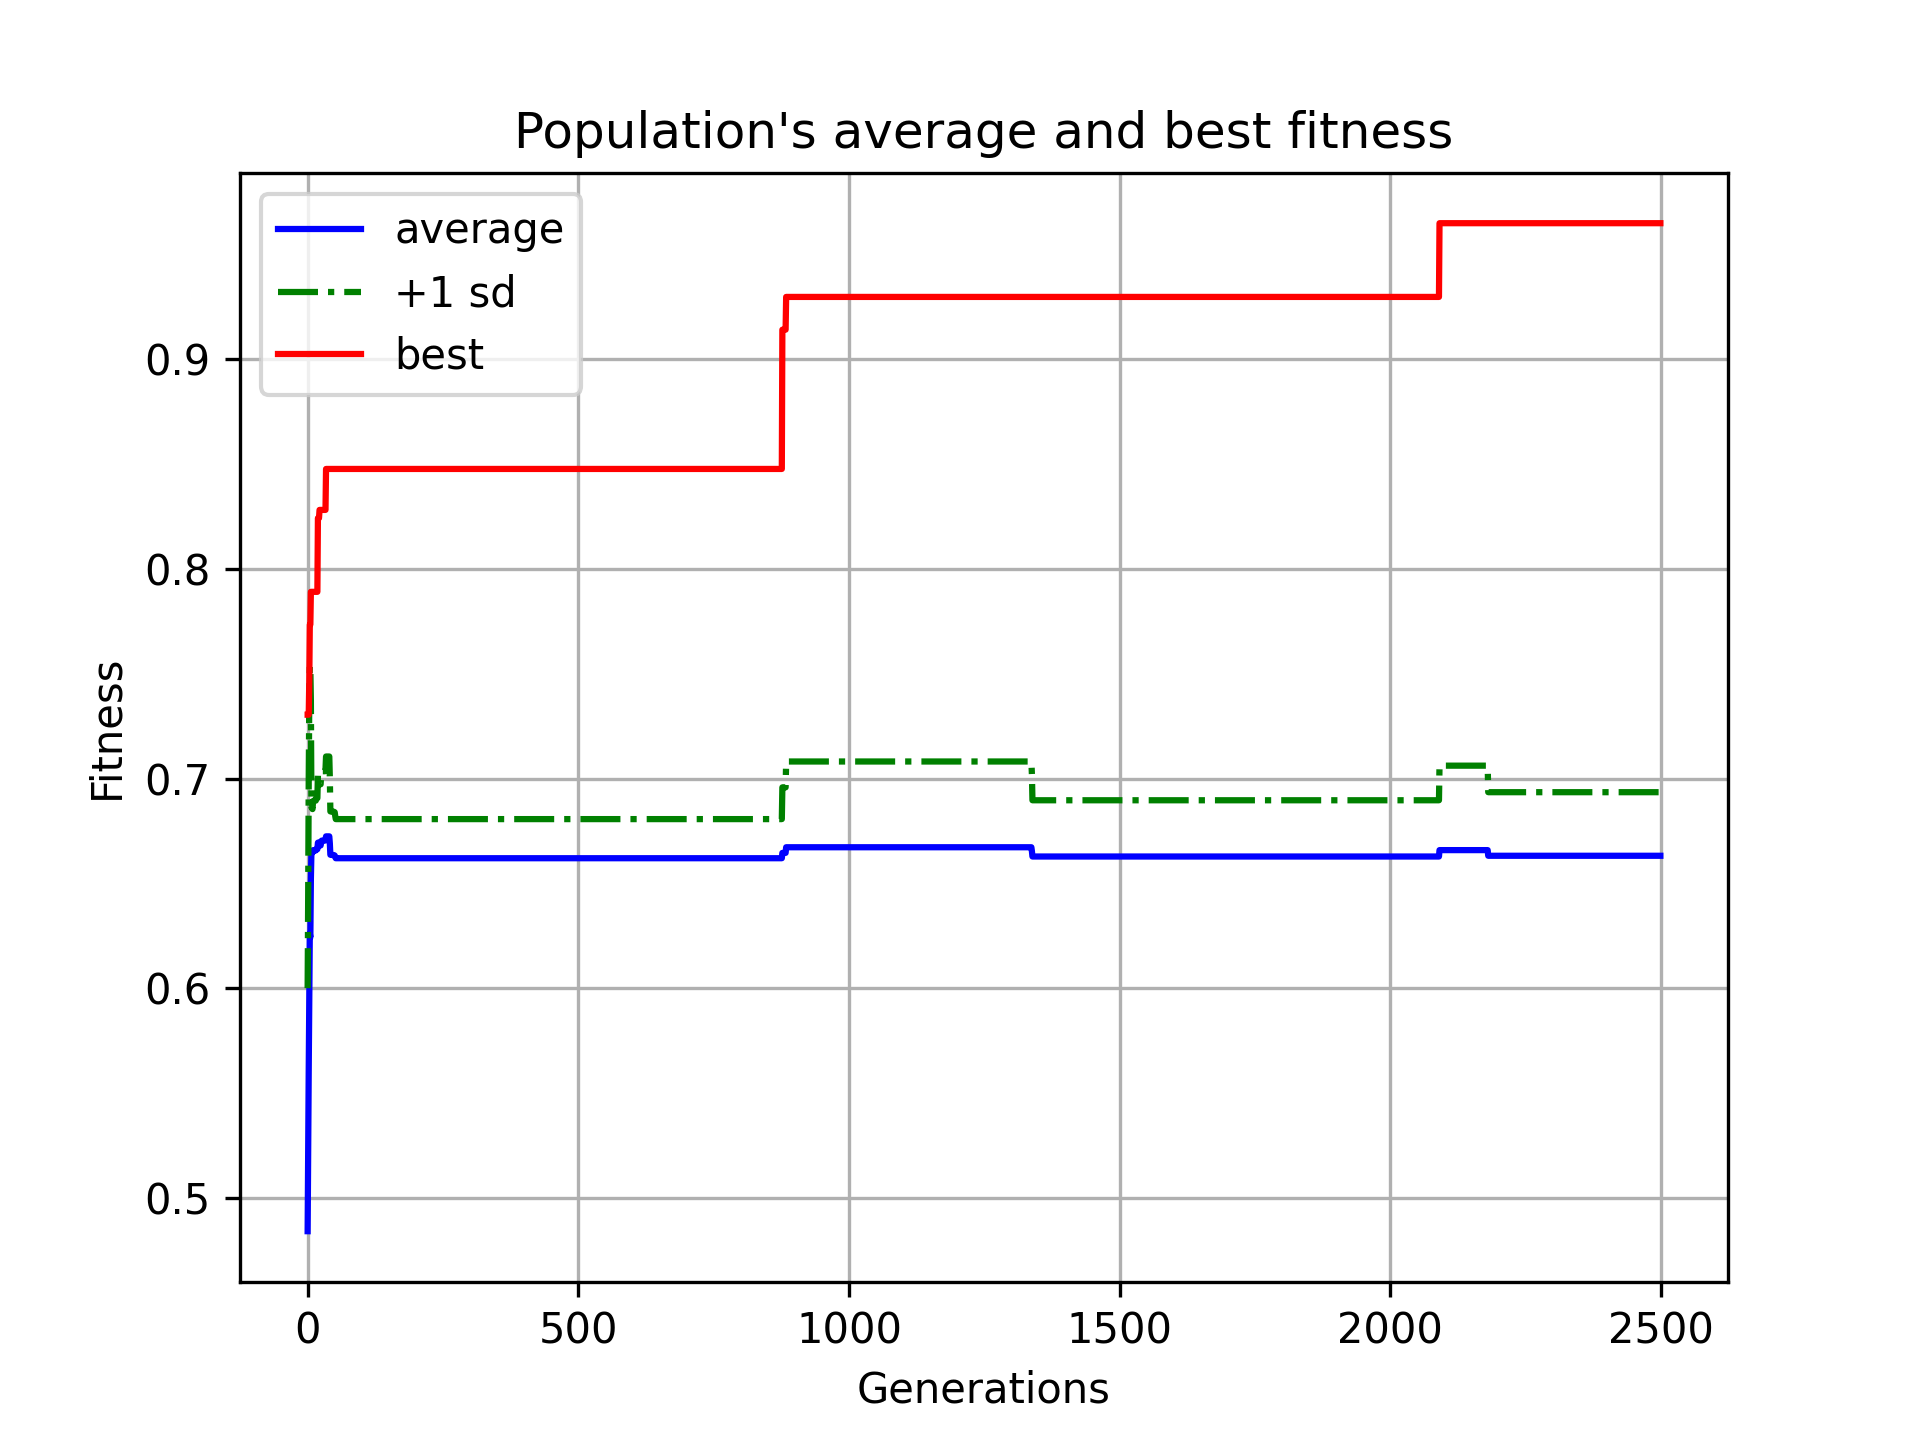 Population's average and best fitness
average
+1 sd
best
0.9
0.8
0.7
0.6
0.5
Fitness
0 500 1000 1500 2000 2500
Generations